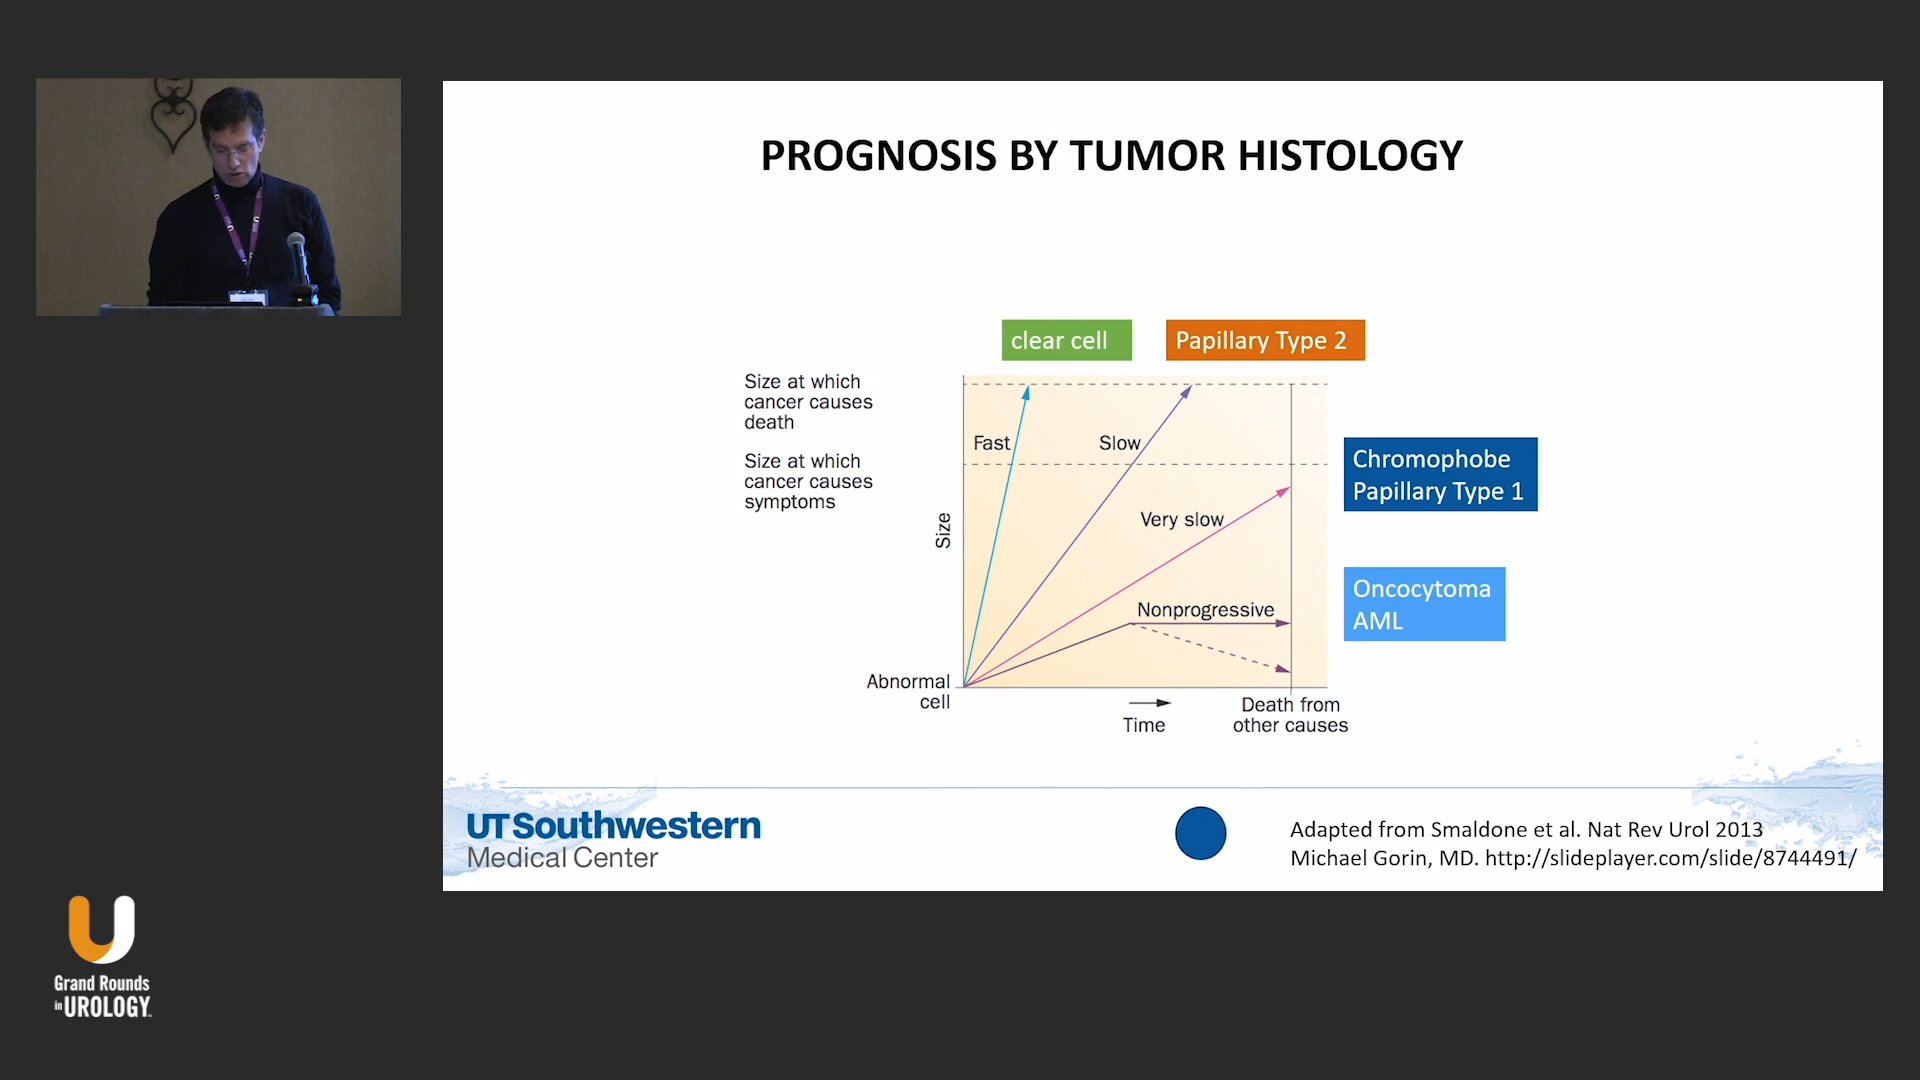 PROGNOSIS BY TUMOR HISTOLOGY
clear cell
Papillary Type 2
Size at which
cancer causes
death
Size at which
cancer causes
symptoms
Fast
Slow
Very slow
Nonprogressive
Size
Abnormal
cell
Time
Death from
other causes
Chromophobe
Papillary Type 1
Oncocytoma
AML
UTSouthwestern
Medical Center
Adapted from Smaldone et al. Nat Rev Urol 2013
Michael Gorin, MD. http://slideplayer.com/slide/8744491/
Grand Rounds
in UROLOGY